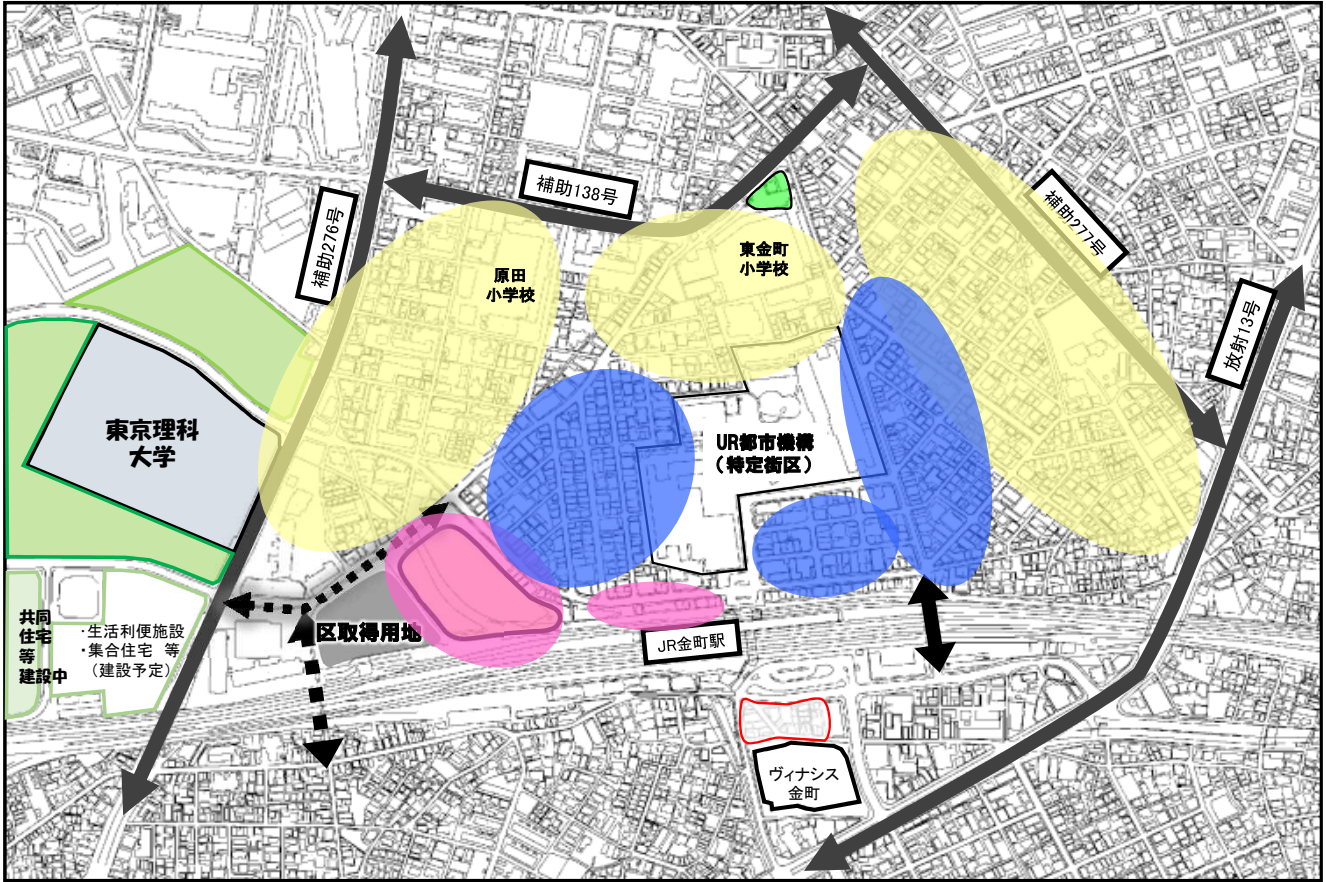 補助138号
補助276号
補助277号
東金町
小学校
原田
小学校
放射13号
東京理科
大学
UR都市機構
（特定街区）
共同
住宅
等
建設中
・生活利便施設
・集合住宅 等
（建設予定）
区取得用地
JR金町駅
ヴィナシス
金町